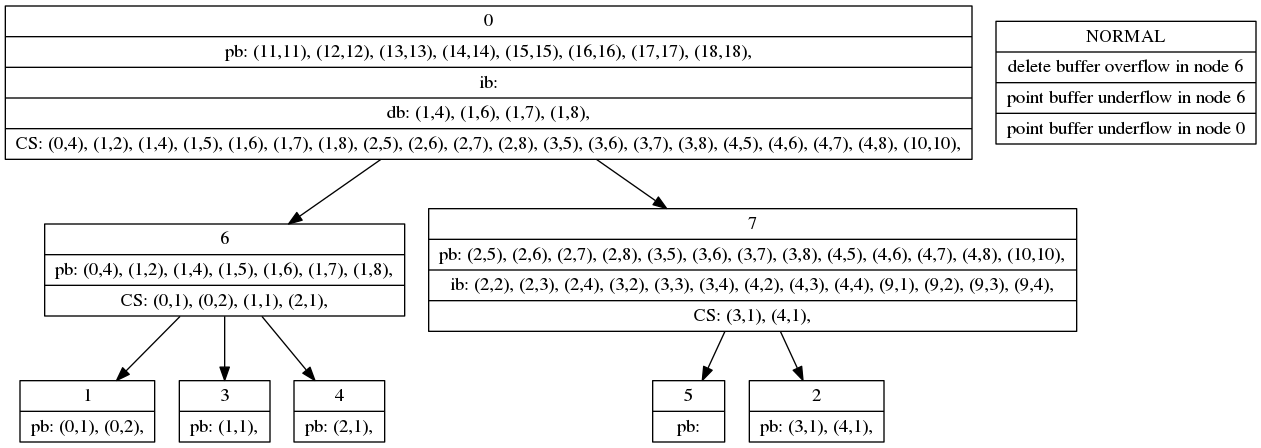 0
pb: (11,11), (12,12), (13,13), (14,14), (15,15), (16,16), (17,17), (18,18),
ib:
db: (1,4), (1,6), (1,7), (1,8),
CS: (0,4), (1,2), (1,4), (1,5), (1,6), (1,7), (1,8), (2,5), (2,6), (2,7), (2,8), (3,5), (3,6), (3,7), (3,8), (4,5), (4,6), (4,7), (4,8), (10,10),
NORMAL
delete buffer overflow in node 6
point buffer underflow in node 6
point buffer underflow in node 0
6
pb: (0,4), (1,2), (1,4), (1,5), (1,6), (1,7), (1,8),
CS: (0,1), (0,2), (1,1), (2,1),
7
pb: (2,5), (2,6), (2,7), (2,8), (3,5), (3,6), (3,7), (3,8), (4,5), (4,6), (4,7), (4,8), (10,10),
ib: (2,2), (2,3), (2,4), (3,2), (3,3), (3,4), (4,2), (4,3), (4,4), (9,1), (9,2), (9,3), (9,4),
CS: (3,1), (4,1),
1
pb: (0,1), (0,2),
3
pb: (1,1),
4
pb: (2,1),
5
pb:
2
pb: (3,1), (4,1),